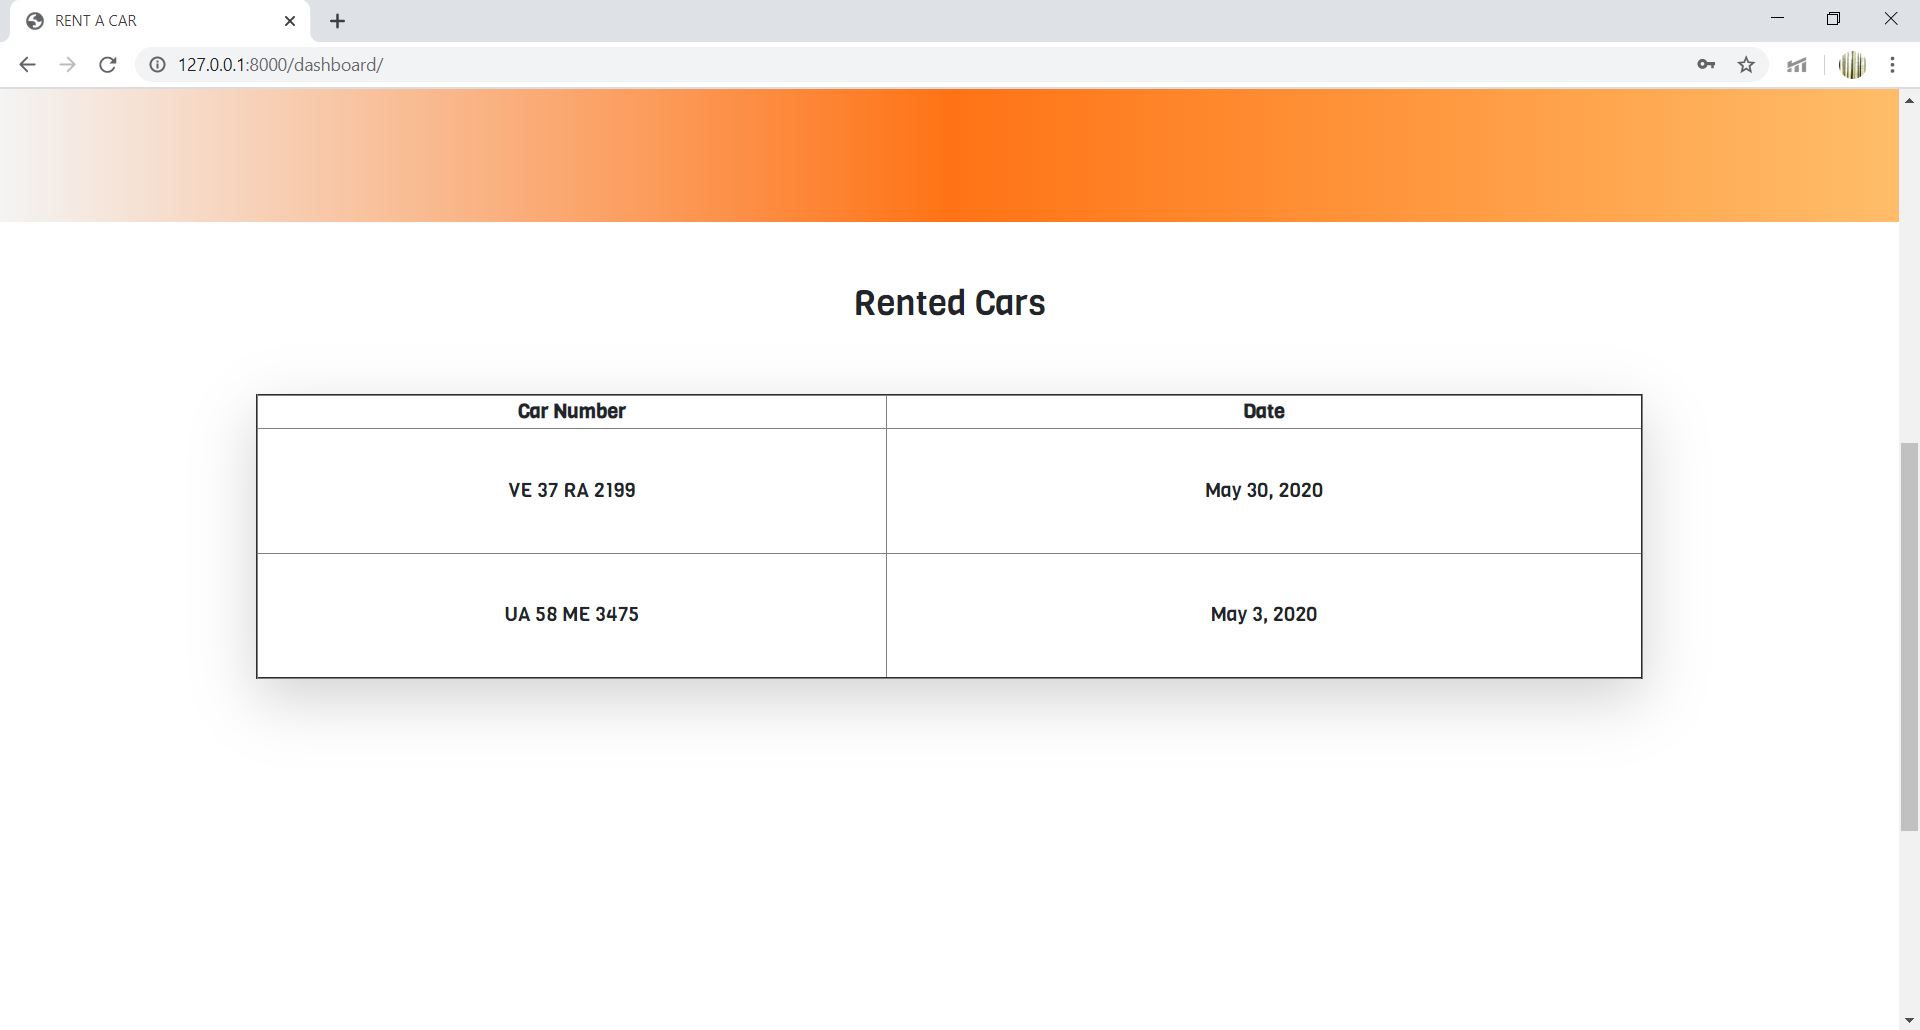 RENT A CAR
127.0.0.1:8000/dashboard/
Rented Cars
Car Number Date
VE 37 RA 2199 May 30, 2020
UA 58 ME 3475 May 3, 2020